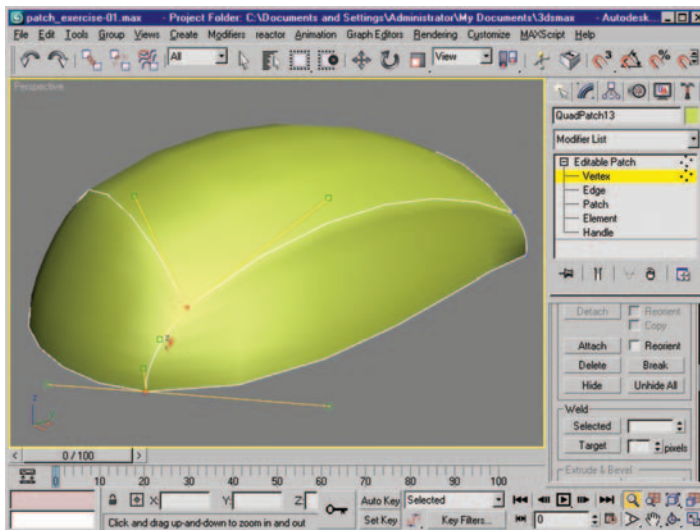 patch_exercise-01.max - Project Folder: C:\Documents and Settings\Administrator\My Documents\3dsmax - Autodesk...
File Edit Tools Group Views Create Modifiers reactor Animation Graph Editors Rendering Customize MAXScript Help
All View 3 %
Perspective
QuadPatch13
Modifier List
Editable Patch
Vertex
Edge
Patch
Element
Handle
Detach Reorient
Copy
Attach Reorient
Delete Break
Hide Unhide All
Weld
Selected
Target pixels
Extrude & Bevel
z
z
< 0 / 100 >
0 10 20 30 40 50 60 70 80 90 100
X: Y: Z: Auto Key Selected
Click and drag up-and-down to zoom in and out Set Key Key Filters... 0